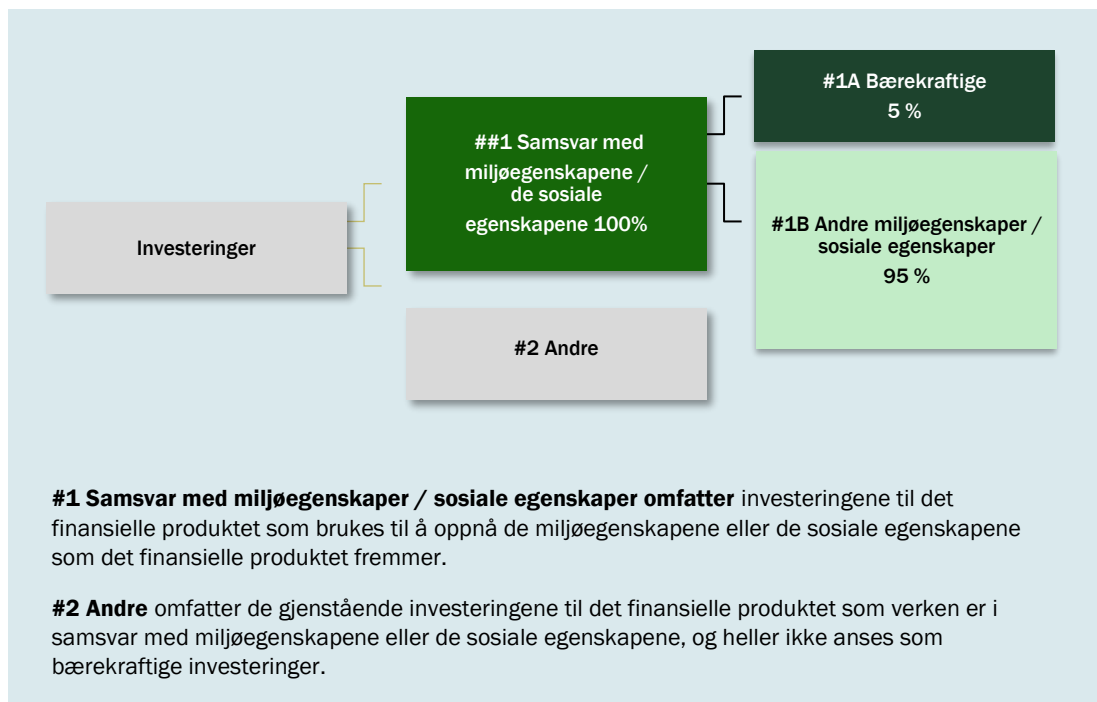 #1A Bærekraftige
5 %
##1 Samsvar med
miljøegenskapene /
de sosiale
egenskapene 100%
#1B Andre miljøegenskaper /
sosiale egenskaper
95 %
Investeringer
#2 Andre
#1 Samsvar med miljøegenskaper / sosiale egenskaper omfatter investeringene til det
finansielle produktet som brukes til å oppnå de miljøegenskapene eller de sosiale egenskapene
som det finansielle produktet fremmer.
#2 Andre omfatter de gjenstående investeringene til det finansielle produktet som verken er i
samsvar med miljøegenskapene eller de sosiale egenskapene, og heller ikke anses som
bærekraftige investeringer.